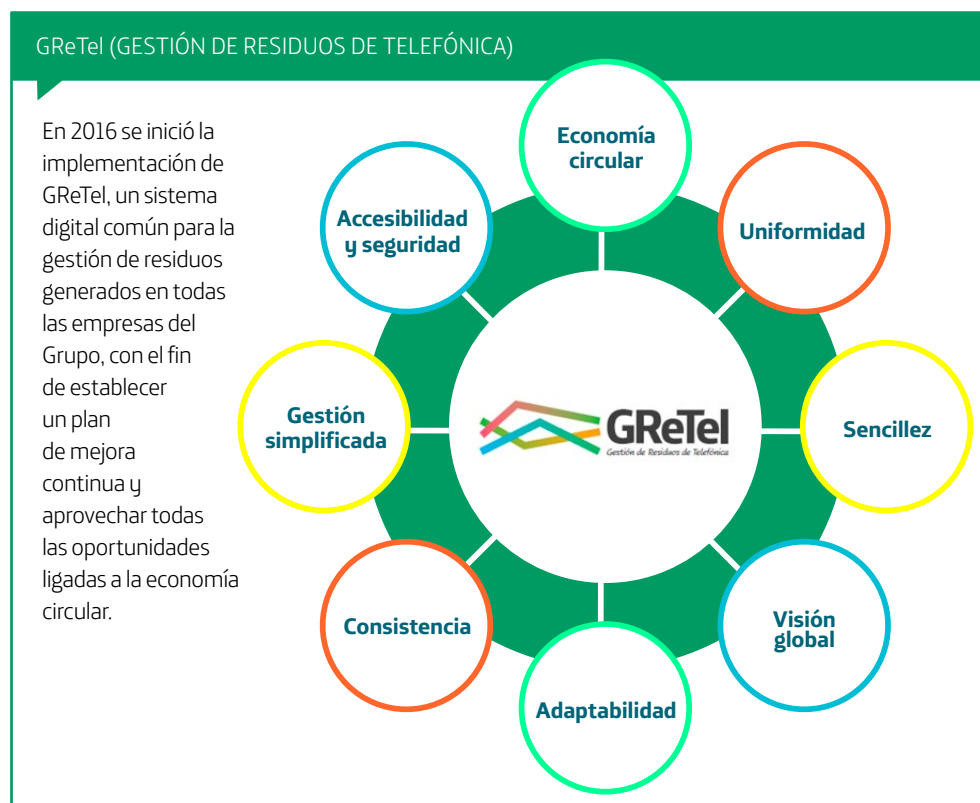 GReTel (GESTIÓN DE RESIDUOS DE TELEFÓNICA)
En 2016 se inició la
implementación de
GReTel, un sistema
digital común para la
gestión de residuos
generados en todas
las empresas del
Grupo, con el fin
de establecer
un plan
de mejora
continua y
aprovechar todas
las oportunidades
ligadas a la economía
circular.
Economía
circular
Uniformidad
Sencillez
Visión
global
Adaptabilidad
Consistencia
Gestión
simplificada
Accesibilidad
y seguridad
GReTel
Gestión de Residuos de Telefónica